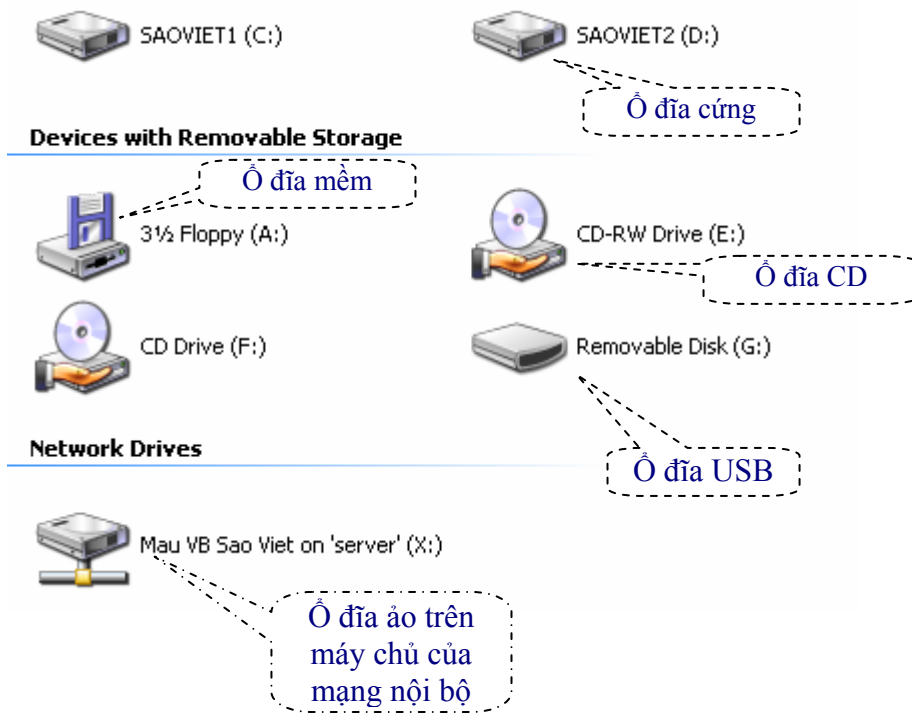 SAOVIET1 (C:)
SAOVIET2 (D:)
Ổ đĩa cứng
Devices with Removable Storage
Ổ đĩa mềm
3½ Floppy (A:)
CD-RW Drive (E:)
Ổ đĩa CD
CD Drive (F:)
Removable Disk (G:)
Network Drives
Ổ đĩa USB
Mau VB Sao Viet on 'server' (X:)
Ổ đĩa ảo trên
máy chủ của
mạng nội bộ